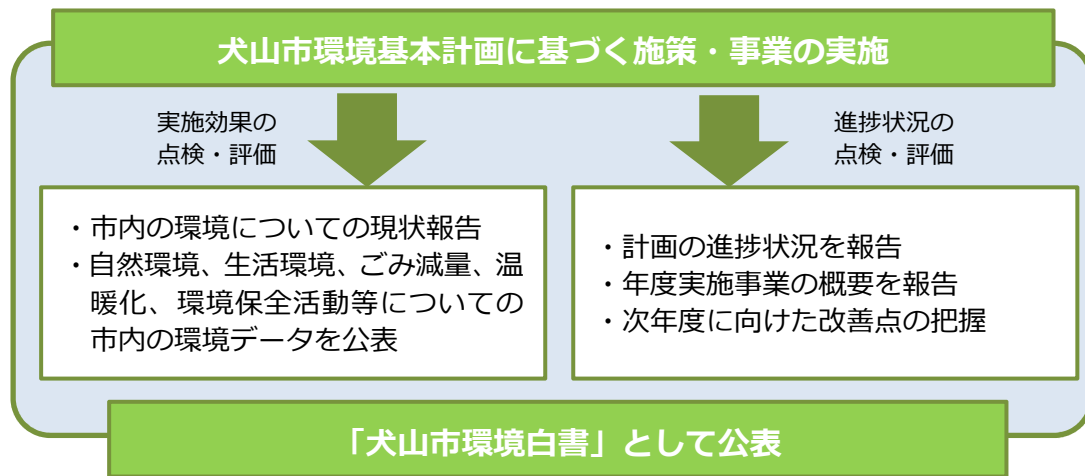 犬山市環境基本計画に基づく施策・事業の実施
実施効果の
点検・評価
進捗状況の
点検・評価
・市内の環境についての現状報告
・自然環境、生活環境、ごみ減量、温
暖化、環境保全活動等についての
市内の環境データを公表
・計画の進捗状況を報告
・年度実施事業の概要を報告
・次年度に向けた改善点の把握
「犬山市環境白書」として公表